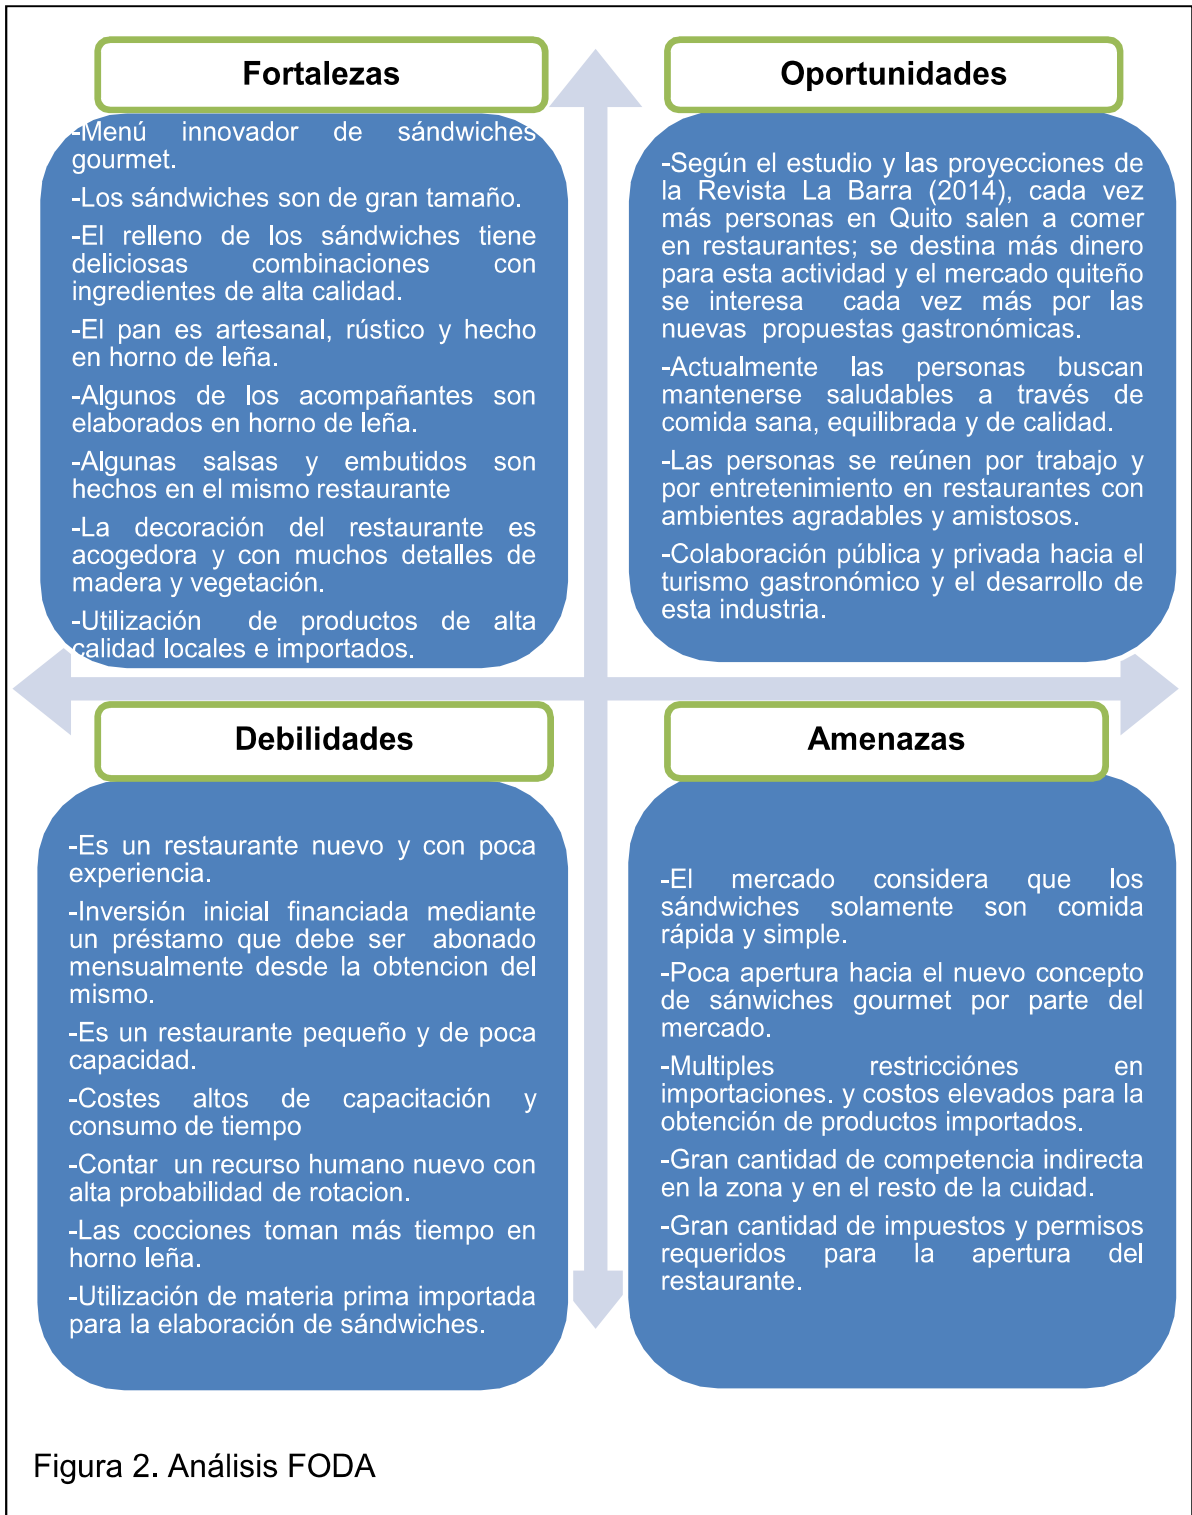 Fortalezas
-Menú innovador de sándwiches
gourmet.
-Los sándwiches son de gran tamaño.
-El relleno de los sándwiches tiene
deliciosas combinaciones con
ingredientes de alta calidad.
-El pan es artesanal, rústico y hecho
en horno de leña.
-Algunos de los acompañantes son
elaborados en horno de leña.
-Algunas salsas y embutidos son
hechos en el mismo restaurante
-La decoración del restaurante es
acogedora y con muchos detalles de
madera y vegetación.
-Utilización de productos de alta
calidad locales e importados.
Oportunidades
-Según el estudio y las proyecciones de
la Revista La Barra (2014), cada vez
más personas en Quito salen a comer
en restaurantes; se destina más dinero
para esta actividad y el mercado quiteño
se interesa cada vez más por las
nuevas propuestas gastronómicas.
-Actualmente las personas buscan
mantenerse saludables a través de
comida sana, equilibrada y de calidad.
-Las personas se reúnen por trabajo y
por entretenimiento en restaurantes con
ambientes agradables y amistosos.
-Colaboración pública y privada hacia el
turismo gastronómico y el desarrollo de
esta industria.
Debilidades
-Es un restaurante nuevo y con poca
experiencia.
-Inversión inicial financiada mediante
un préstamo que debe ser abonado
mensualmente desde la obtencion del
mismo.
-Es un restaurante pequeño y de poca
capacidad.
-Costes altos de capacitación y
consumo de tiempo
-Contar un recurso humano nuevo con
alta probabilidad de rotacion.
-Las cocciones toman más tiempo en
horno leña.
-Utilización de materia prima importada
para la elaboración de sándwiches.
Amenazas
-El mercado considera que los
sándwiches solamente son comida
rápida y simple.
-Poca apertura hacia el nuevo concepto
de sánwiches gourmet por parte del
mercado.
-Multiples restricciónes en
importaciones. y costos elevados para la
obtención de productos importados.
-Gran cantidad de competencia indirecta
en la zona y en el resto de la cuidad.
-Gran cantidad de impuestos y permisos
requeridos para la apertura del
restaurante.
Figura 2. Análisis FODA